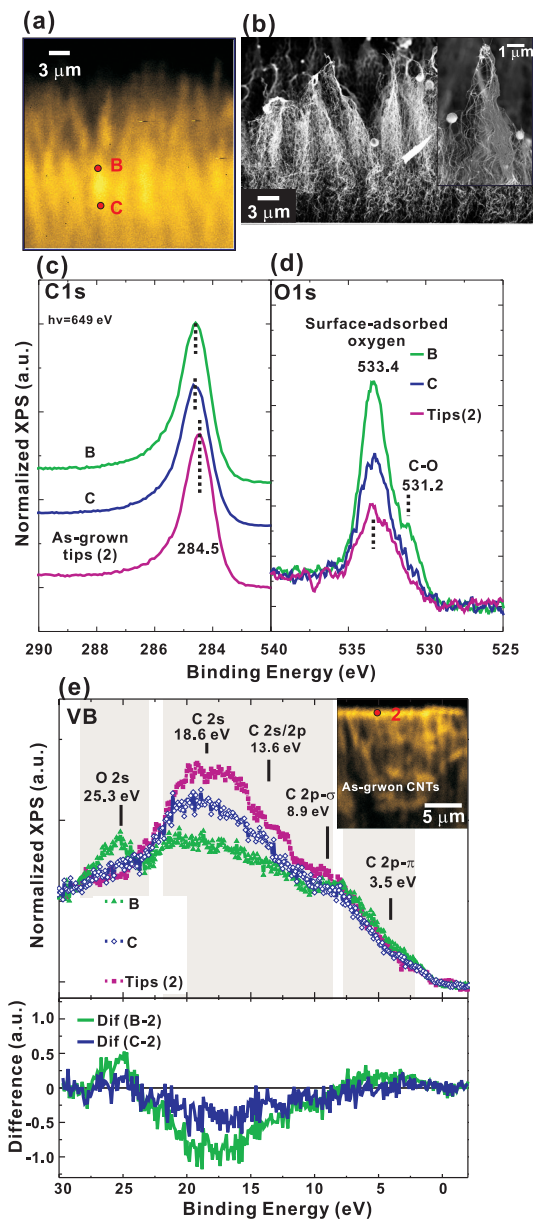 (a)
3 μm
B
C
(b)
1 μm
3 μm
(c)
C1s
hν=649 eV
B
C
As-grown
tips (2)
284.5
Normalized XPS (a.u.)
290 288 286 284 282
Binding Energy (eV)
(d)
O1s
Surface-adsorbed
oxygen
533.4
B
C
Tips(2)
C-O
531.2
540 535 530 525
Binding Energy (eV)
(e)
VB
O 2s
25.3 eV
C 2s
18.6 eV
C 2s/2p
13.6 eV
C 2p-σ
8.9 eV
C 2p-π
3.5 eV
2
As-grwon CNTs
5 μm
B
C
Tips(2)
Normalized XPS (a.u.)
Dif (B-2)
Dif (C-2)
1.0
0.5
0.0
-0.5
-1.0
Difference (a.u.)
30 25 20 15 10 5 0
Binding Energy (eV)